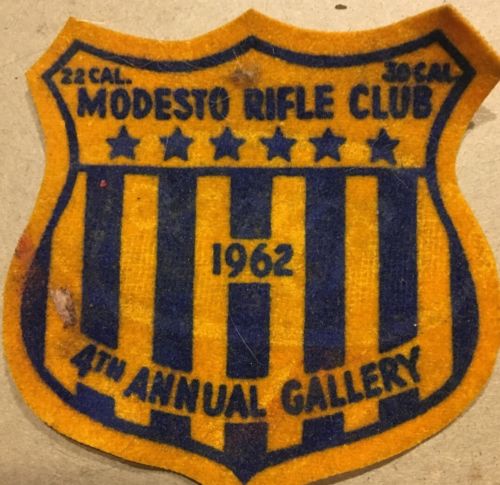 22 CAL. 30 CAL.
MODESTO RIFLE CLUB
1962
4TH ANNUAL GALLERY